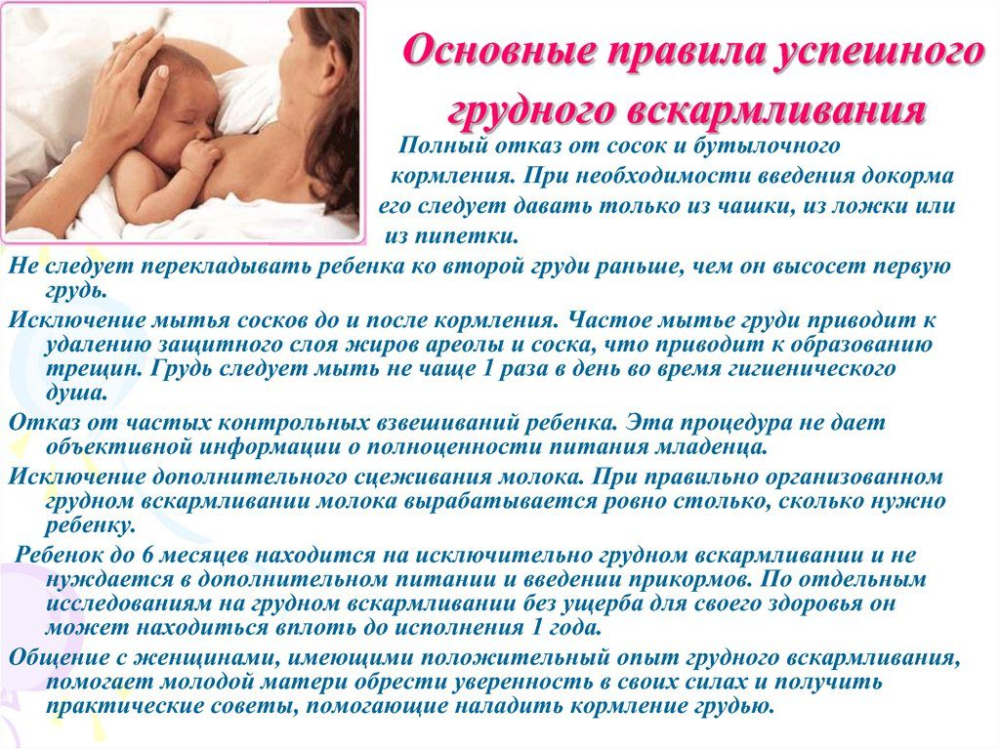 Основные правила успешного
грудного вскармливания
Полный отказ от сосок и бутылочного
кормления. При необходимости введения докорма
его следует давать только из чашки, из ложки или
из пипетки.
Не следует перекладывать ребенка ко второй груди раньше, чем он высосет первую
грудь.
Исключение мытья сосков до и после кормления. Частое мытье груди приводит к
удалению защитного слоя жиров ареолы и соска, что приводит к образованию
трещин. Грудь следует мыть не чаще 1 раза в день во время гигиенического
душа.
Отказ от частых контрольных взвешиваний ребенка. Эта процедура не дает
объективной информации о полноценности питания младенца.
Исключение дополнительного сцеживания молока. При правильно организованном
грудном вскармливании молока вырабатывается ровно столько, сколько нужно
ребенку.
Ребенок до 6 месяцев находится на исключительно грудном вскармливании и не
нуждается в дополнительном питании и введении прикормов. По отдельным
исследованиям на грудном вскармливании без ущерба для своего здоровья он
может находиться вплоть до исполнения 1 года.
Общение с женщинами, имеющими положительный опыт грудного вскармливания,
помогает молодой матери обрести уверенность в своих силах и получить
практические советы, помогающие наладить кормление грудью.